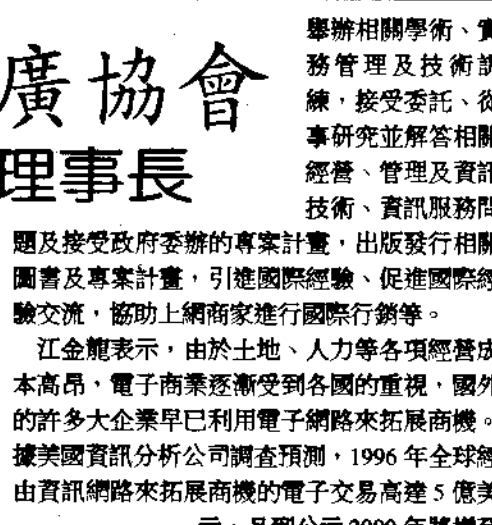 廣協會
理事長
舉辦相關學術、實
務管理及技術訓
練，接受委託、從
事研究並解答相關
經營、管理及資訊
技術、資訊服務問
題及接受政府委辦的專案計畫，出版發行相關
圖書及專案計畫，引進國際經驗、促進國際經
驗交流，協助上網商家進行國際行銷等。
江金龍表示，由於土地、人力等各項經營成
本高昂，電子商業逐漸受到各國的重視，國外
的許多大企業早已利用電子網路來拓展商機。
據美國資訊分析公司調查預測，1996年全球經
由資訊網路來拓展商機的電子交易高達5億美